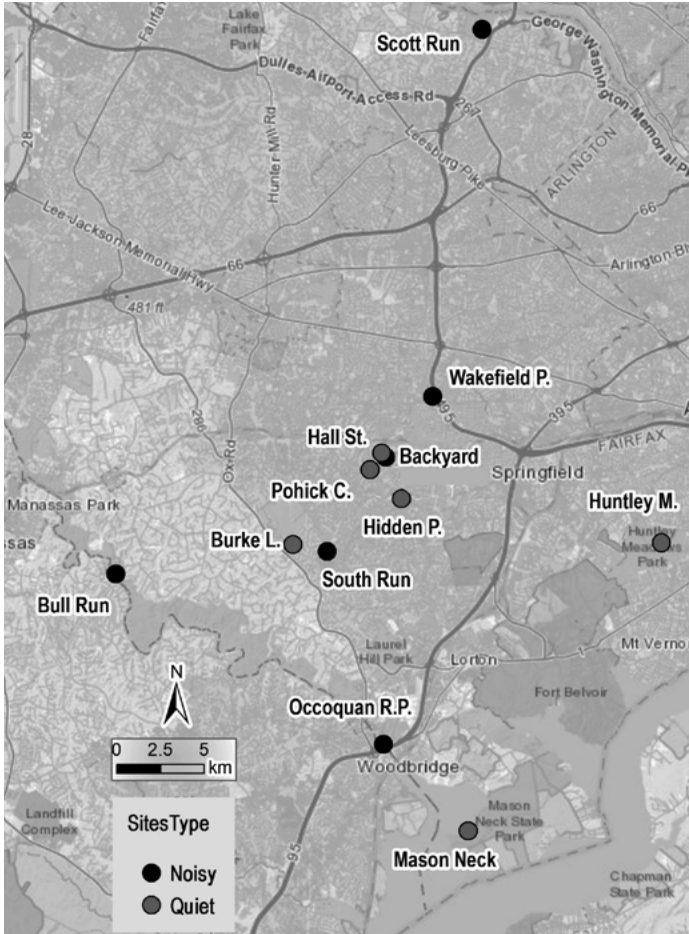 Lake
Fairfax
Park
Fairfax
Scott Run
George Washington Memorial-P
Dulles-Airport-Access-Rd
267
28
Hunter-Mill-Rd
Leesburg-Pike
ARLINGTON
66
Lee-Jackson-Memorial-Hwy
66
Arlington-Bl
481 ft
Wakefield P.
495
395
286
Ox-Rd
Hall St.
Backyard
FAIRFAX
Springfield
Pohick C.
Manassas Park
Hidden P.
Huntley M.
Huntley
Meadows
Park
ssas
Burke L.
South Run
Bull Run
Laurel
Hill Park
Lorton
1
Mt Verno
N
Fort Belvoir
Occoquan R.P.
0 2.5 5
km
Woodbridge
Landfill
Complex
Mason
Neck State
Park
SitesType
Noisy
Quiet
95
Mason Neck
Chapman
State Park